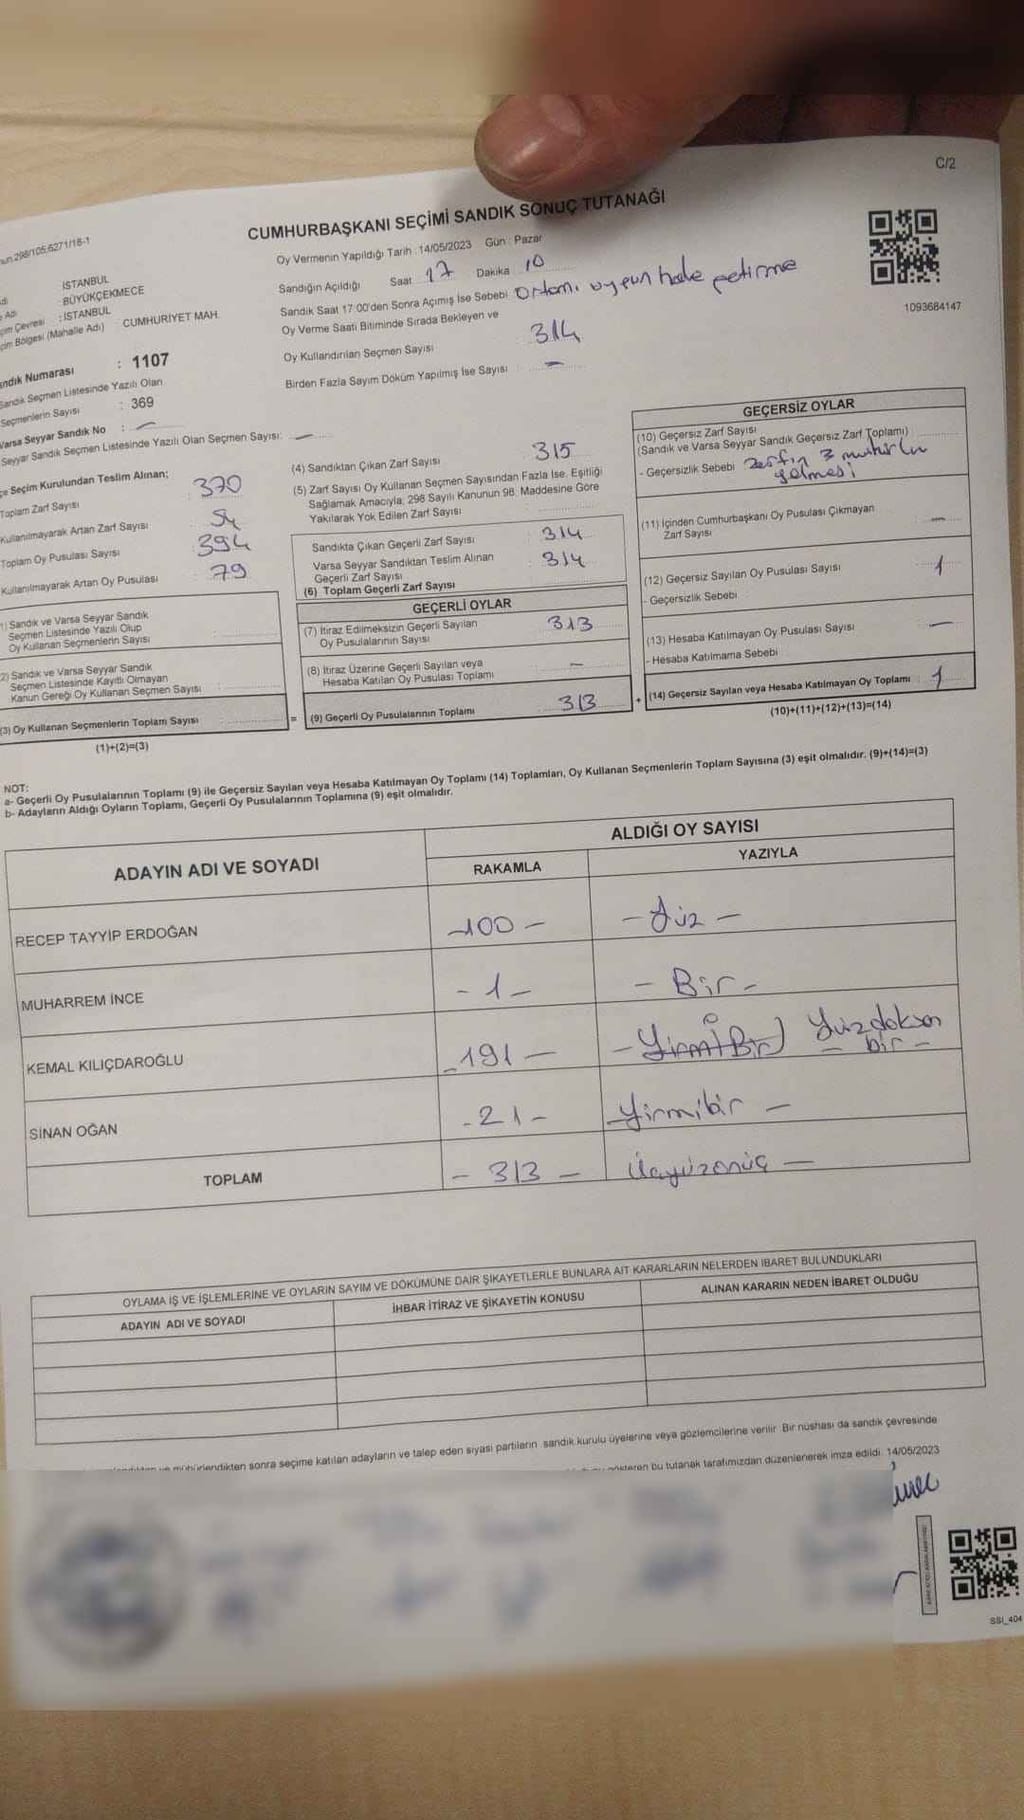 C/2
CUMHURBAŞKANI SEÇİMİ SANDIK SONUÇ TUTANAĞI
298/105;6271/18-1
Oy Vermenin Yapıldığı Tarih : 14/05/2023 Gün : Pazar
Sandığın Açıldığı Saat 17 Dakika 10
Sandık Saat 17:00'den Sonra Açımış İse Sebebi Ortamı uygun hale getirme
Oy Verme Saati Bitiminde Sırada Bekleyen ve
Oy Kullandırılan Seçmen Sayısı 314
Birden Fazla Sayım Döküm Yapılmış İse Sayısı –
1093684147
İSTANBUL
BÜYÜKÇEKMECE
Çevresi : İSTANBUL
Bölgesi (Mahalle Adı) CUMHURİYET MAH.
Numarası : 1107
Sandık Seçmen Listesinde Yazılı Olan
Seçmenlerin Sayısı : 369
Varsa Seyyar Sandık No : –
Seyyar Sandık Seçmen Listesinde Yazılı Olan Seçmen Sayısı: –
Seçim Kurulundan Teslim Alınan;
Toplam Zarf Sayısı 370
Kullanılmayarak Artan Zarf Sayısı 54
Toplam Oy Pusulası Sayısı 394
Kullanılmayarak Artan Oy Pusulası 79
1) Sandık ve Varsa Seyyar Sandık
Seçmen Listesinde Yazılı Olup
Oy Kullanan Seçmenlerin Sayısı
2) Sandık ve Varsa Seyyar Sandık
Seçmen Listesinde Kayıtlı Olmayan
Kanun Gereği Oy Kullanan Seçmen Sayısı
(3) Oy Kullanan Seçmenlerin Toplam Sayısı
(1)+(2)=(3)
(4) Sandıktan Çıkan Zarf Sayısı 315
(5) Zarf Sayısı Oy Kullanan Seçmen Sayısından Fazla İse, Eşitliği
Sağlamak Amacıyla; 298 Sayılı Kanunun 98. Maddesine Göre
Yakılarak Yok Edilen Zarf Sayısı
Sandıkta Çıkan Geçerli Zarf Sayısı 314
Varsa Seyyar Sandıktan Teslim Alınan
Geçerli Zarf Sayısı 314
(6) Toplam Geçerli Zarf Sayısı
GEÇERLİ OYLAR
(7) İtiraz Edilmeksizin Geçerli Sayılan
Oy Pusulalarının Sayısı 313
(8) İtiraz Üzerine Geçerli Sayılan veya
Hesaba Katılan Oy Pusulası Toplamı –
= (9) Geçerli Oy Pusulalarının Toplamı 313
GEÇERSİZ OYLAR
(10) Geçersiz Zarf Sayısı
(Sandık ve Varsa Seyyar Sandık Geçersiz Zarf Toplamı)
- Geçersizlik Sebebi Zarfın 3 mühürlü
gelmesi
(11) İçinden Cumhurbaşkanı Oy Pusulası Çıkmayan
Zarf Sayısı –
(12) Geçersiz Sayılan Oy Pusulası Sayısı 1
- Geçersizlik Sebebi
(13) Hesaba Katılmayan Oy Pusulası Sayısı –
- Hesaba Katılmama Sebebi
+ (14) Geçersiz Sayılan veya Hesaba Katılmayan Oy Toplamı : 1
(10)+(11)+(12)+(13)=(14)
NOT:
a- Geçerli Oy Pusulalarının Toplamı (9) ile Geçersiz Sayılan veya Hesaba Katılmayan Oy Toplamı (14) Toplamları, Oy Kullanan Seçmenlerin Toplam Sayısına (3) eşit olmalıdır. (9)+(14)=(3)
b- Adayların Aldığı Oyların Toplamı, Geçerli Oy Pusulalarının Toplamına (9) eşit olmalıdır.
ADAYIN ADI VE SOYADI
ALDIĞI OY SAYISI
RAKAMLA YAZIYLA
RECEP TAYYİP ERDOĞAN -100- -Yüz-
MUHARREM İNCE -1- -Bir-
KEMAL KILIÇDAROĞLU -191- -YirmiBir) Yüzdoksan
-bir-
SİNAN OĞAN -21- Yirmibir -
TOPLAM -313- Üçyüzonüç -
OYLAMA İŞ VE İŞLEMLERİNE VE OYLARIN SAYIM VE DÖKÜMÜNE DAİR ŞİKAYETLERLE BUNLARA AİT KARARLARIN NELERDEN İBARET BULUNDUKLARI
ADAYIN ADI VE SOYADI İHBAR İTİRAZ VE ŞİKAYETİN KONUSU ALINAN KARARIN NEDEN İBARET OLDUĞU
mühürlendikten sonra seçime katılan adayların ve talep eden siyasi partilerin sandık kurulu üyelerine veya gözlemcilerine verilir. Bir nüshası da sandık çevresinde
gösteren bu tutanak tarafımızdan düzenlenerek imza edildi. 14/05/2023
SSI_404